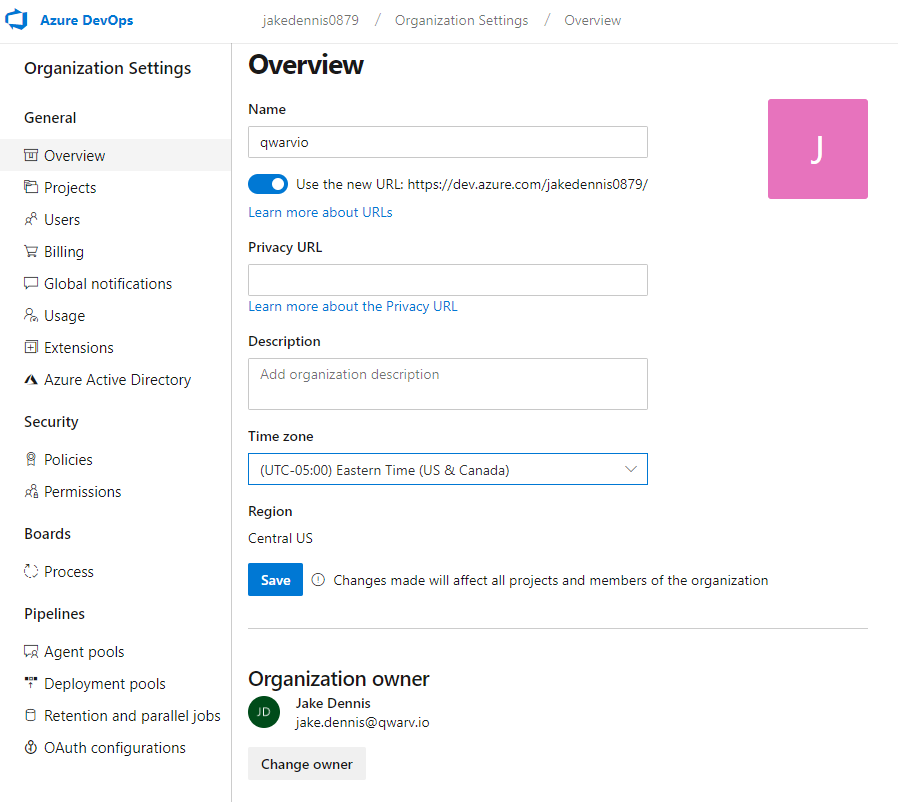 Azure DevOps
jakedennis0879 / Organization Settings / Overview
Organization Settings
General
Overview
Projects
Users
Billing
Global notifications
Usage
Extensions
Azure Active Directory
Security
Policies
Permissions
Boards
Process
Pipelines
Agent pools
Deployment pools
Retention and parallel jobs
OAuth configurations
Overview
Name
qwarvio
J
Use the new URL: https://dev.azure.com/jakedennis0879/
Learn more about URLs
Privacy URL
Learn more about the Privacy URL
Description
Add organization description
Time zone
(UTC-05:00) Eastern Time (US & Canada)
Region
Central US
Save
Changes made will affect all projects and members of the organization
Organization owner
JD
Jake Dennis
jake.dennis@qwarv.io
Change owner